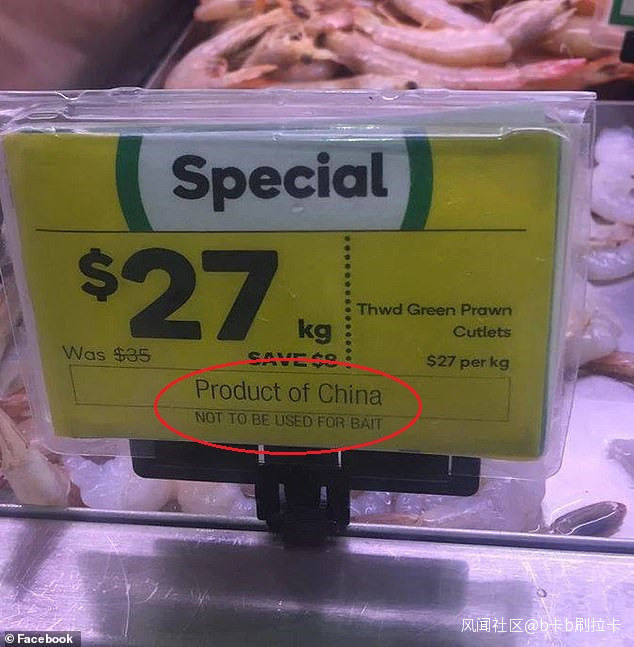 Special
$27
kg
Was $35
SAVE $8
Thwd Green Prawn
Cutlets
$27 per kg
Product of China
NOT TO BE USED FOR BAIT
Facebook
风闻社区@b卡b刷拉卡